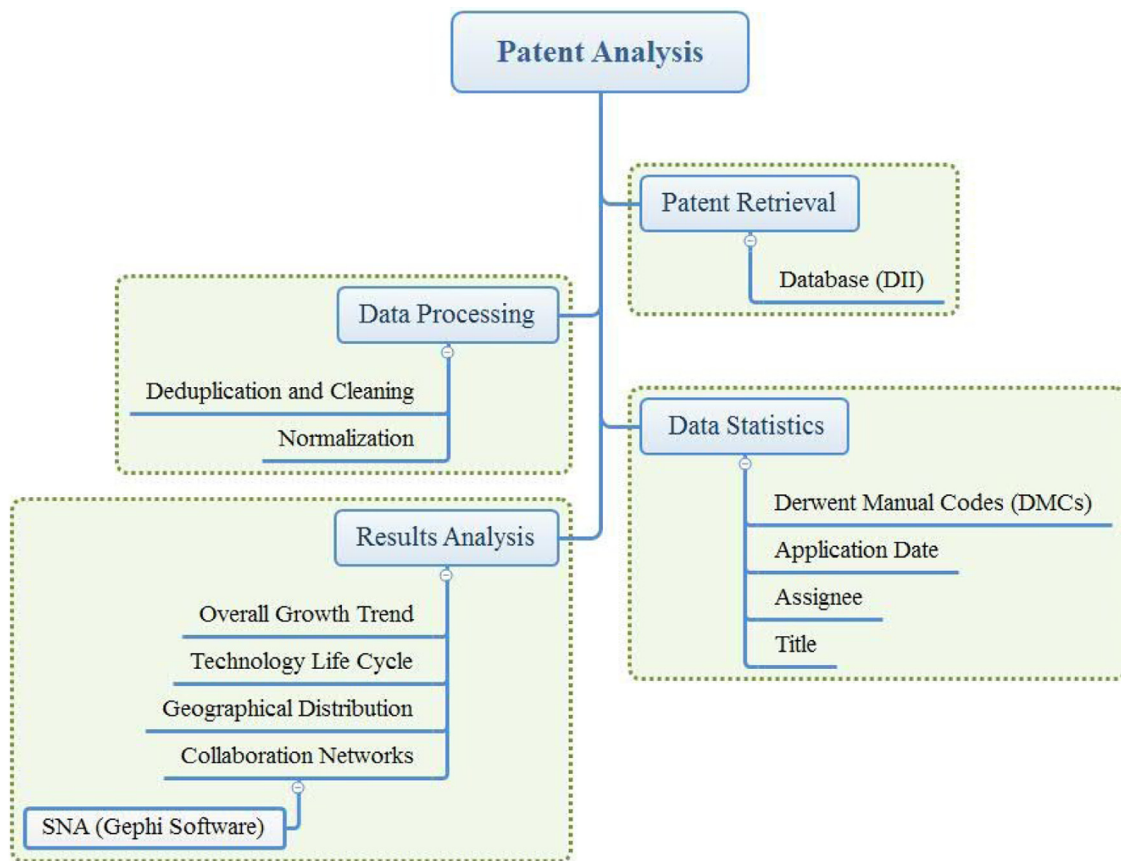 Patent Analysis
Patent Retrieval
Database (DII)
Data Processing
Deduplication and Cleaning
Normalization
Data Statistics
Derwent Manual Codes (DMCs)
Application Date
Assignee
Title
Results Analysis
Overall Growth Trend
Technology Life Cycle
Geographical Distribution
Collaboration Networks
SNA (Gephi Software)